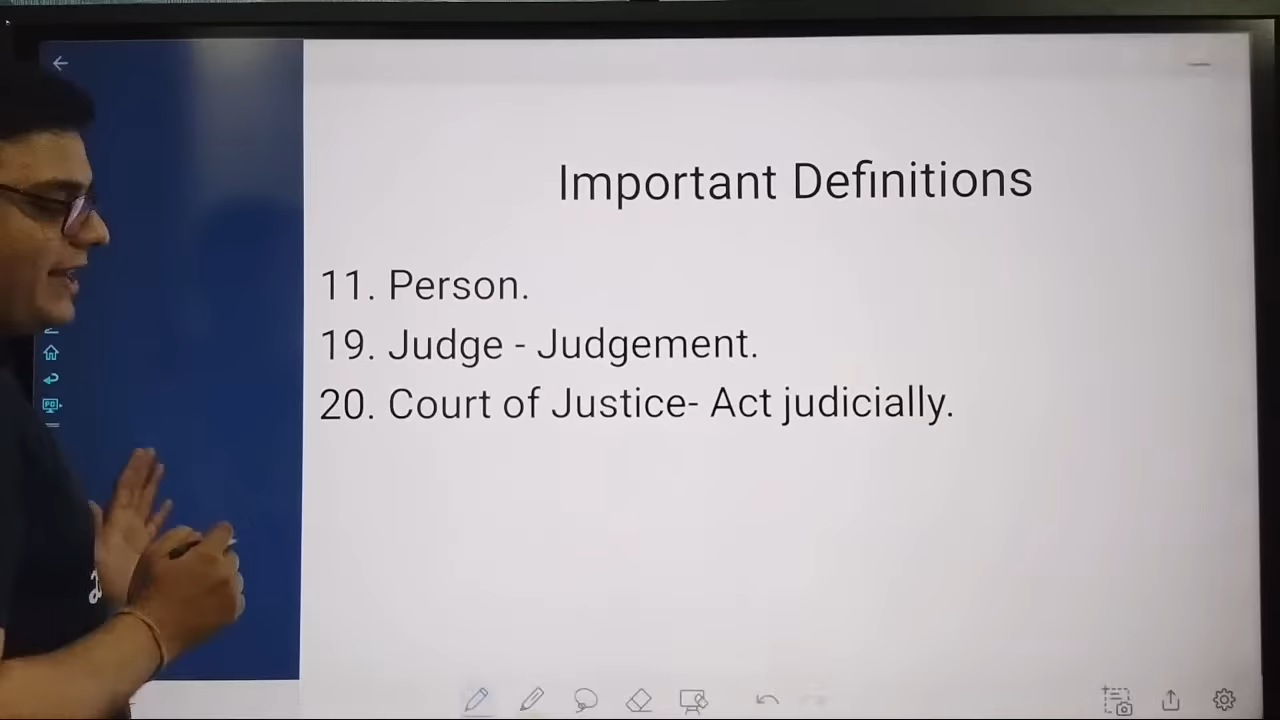 Important Definitions
11. Person.
19. Judge - Judgement.
20. Court of Justice- Act judicially.